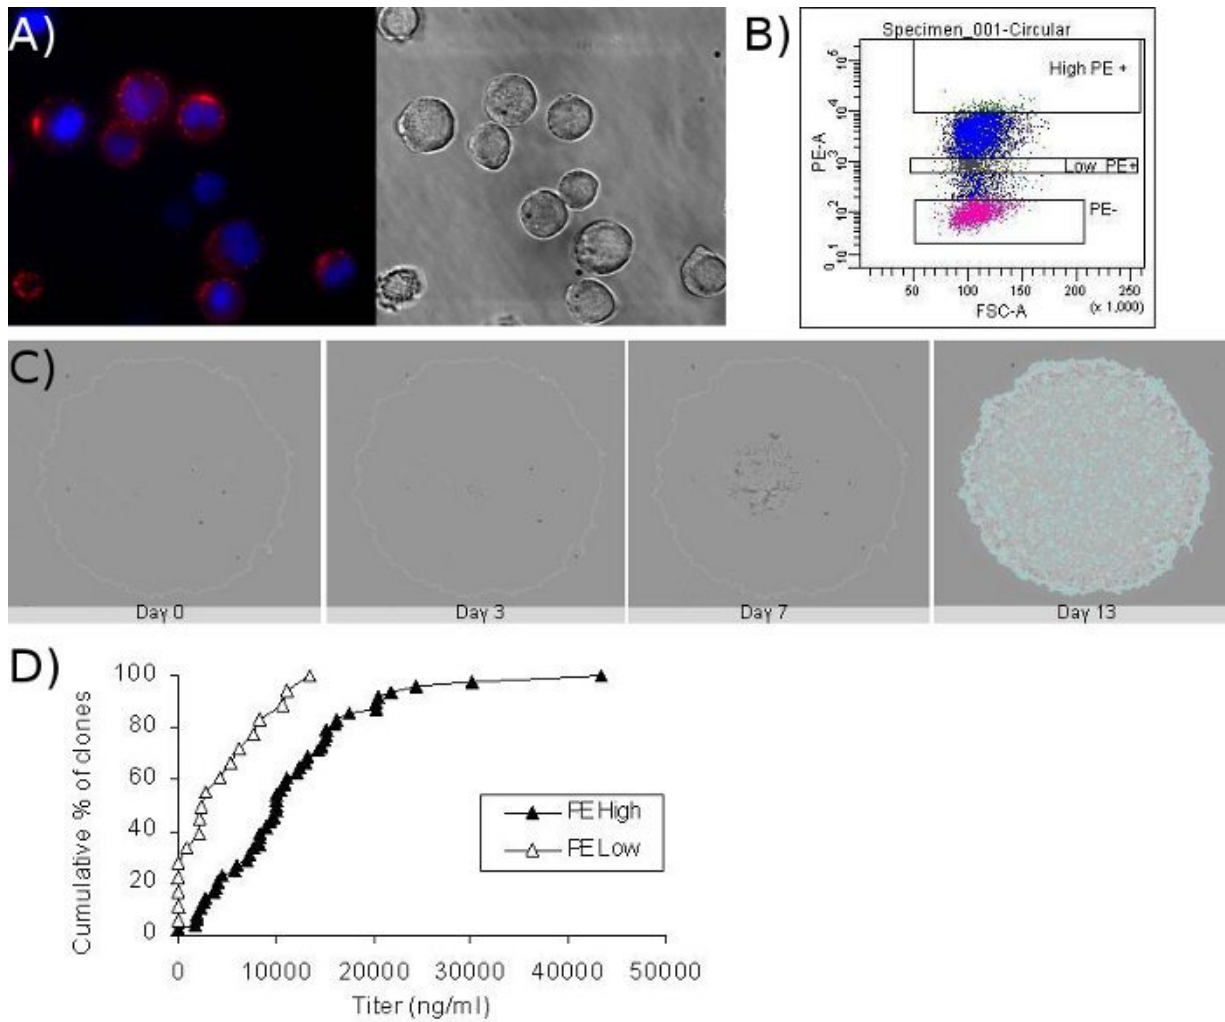 A)
B)
Specimen_001-Circular
High PE +
Low PE+
PE-
PE-A
10^5
10^4
10^3
10^2
0 10^1
50 100 150 200 250
(x 1,000)
FSC-A
C)
Day 0
Day 3
Day 7
Day 13
D)
Cumulative % of clones
100
80
60
40
20
0
PE High
PE Low
0 10000 20000 30000 40000 50000
Titer (ng/ml)